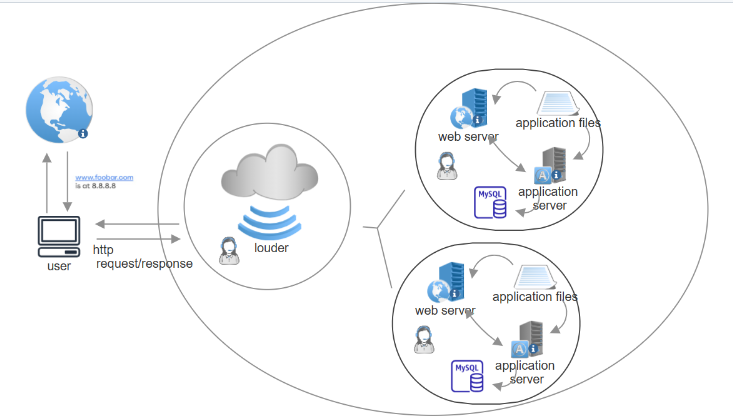 www.foobar.com
is at 8.8.8.8
user
http
request/response
louder
web server
application files
A
application
server
MySQL
web server
application files
A
application
server
MySQL